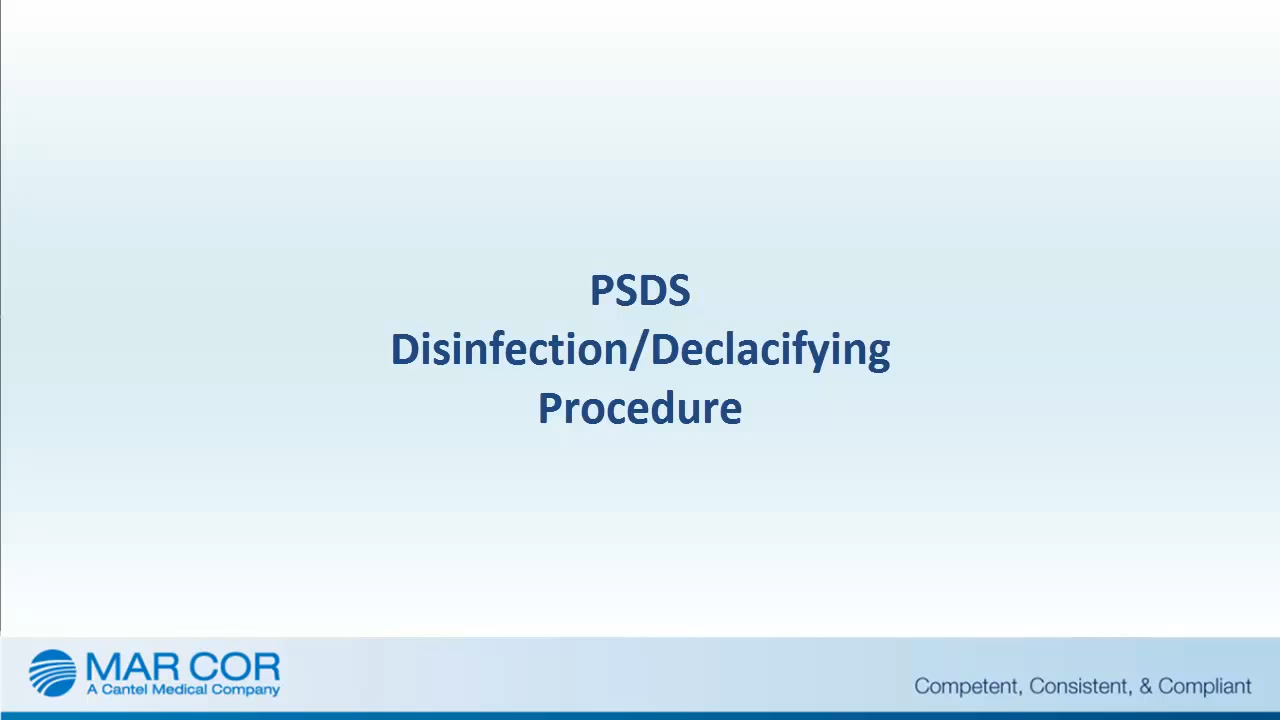 PSDS
Disinfection/Declacifying
Procedure
MAR COR
A Cantel Medical Company
Competent, Consistent, & Compliant